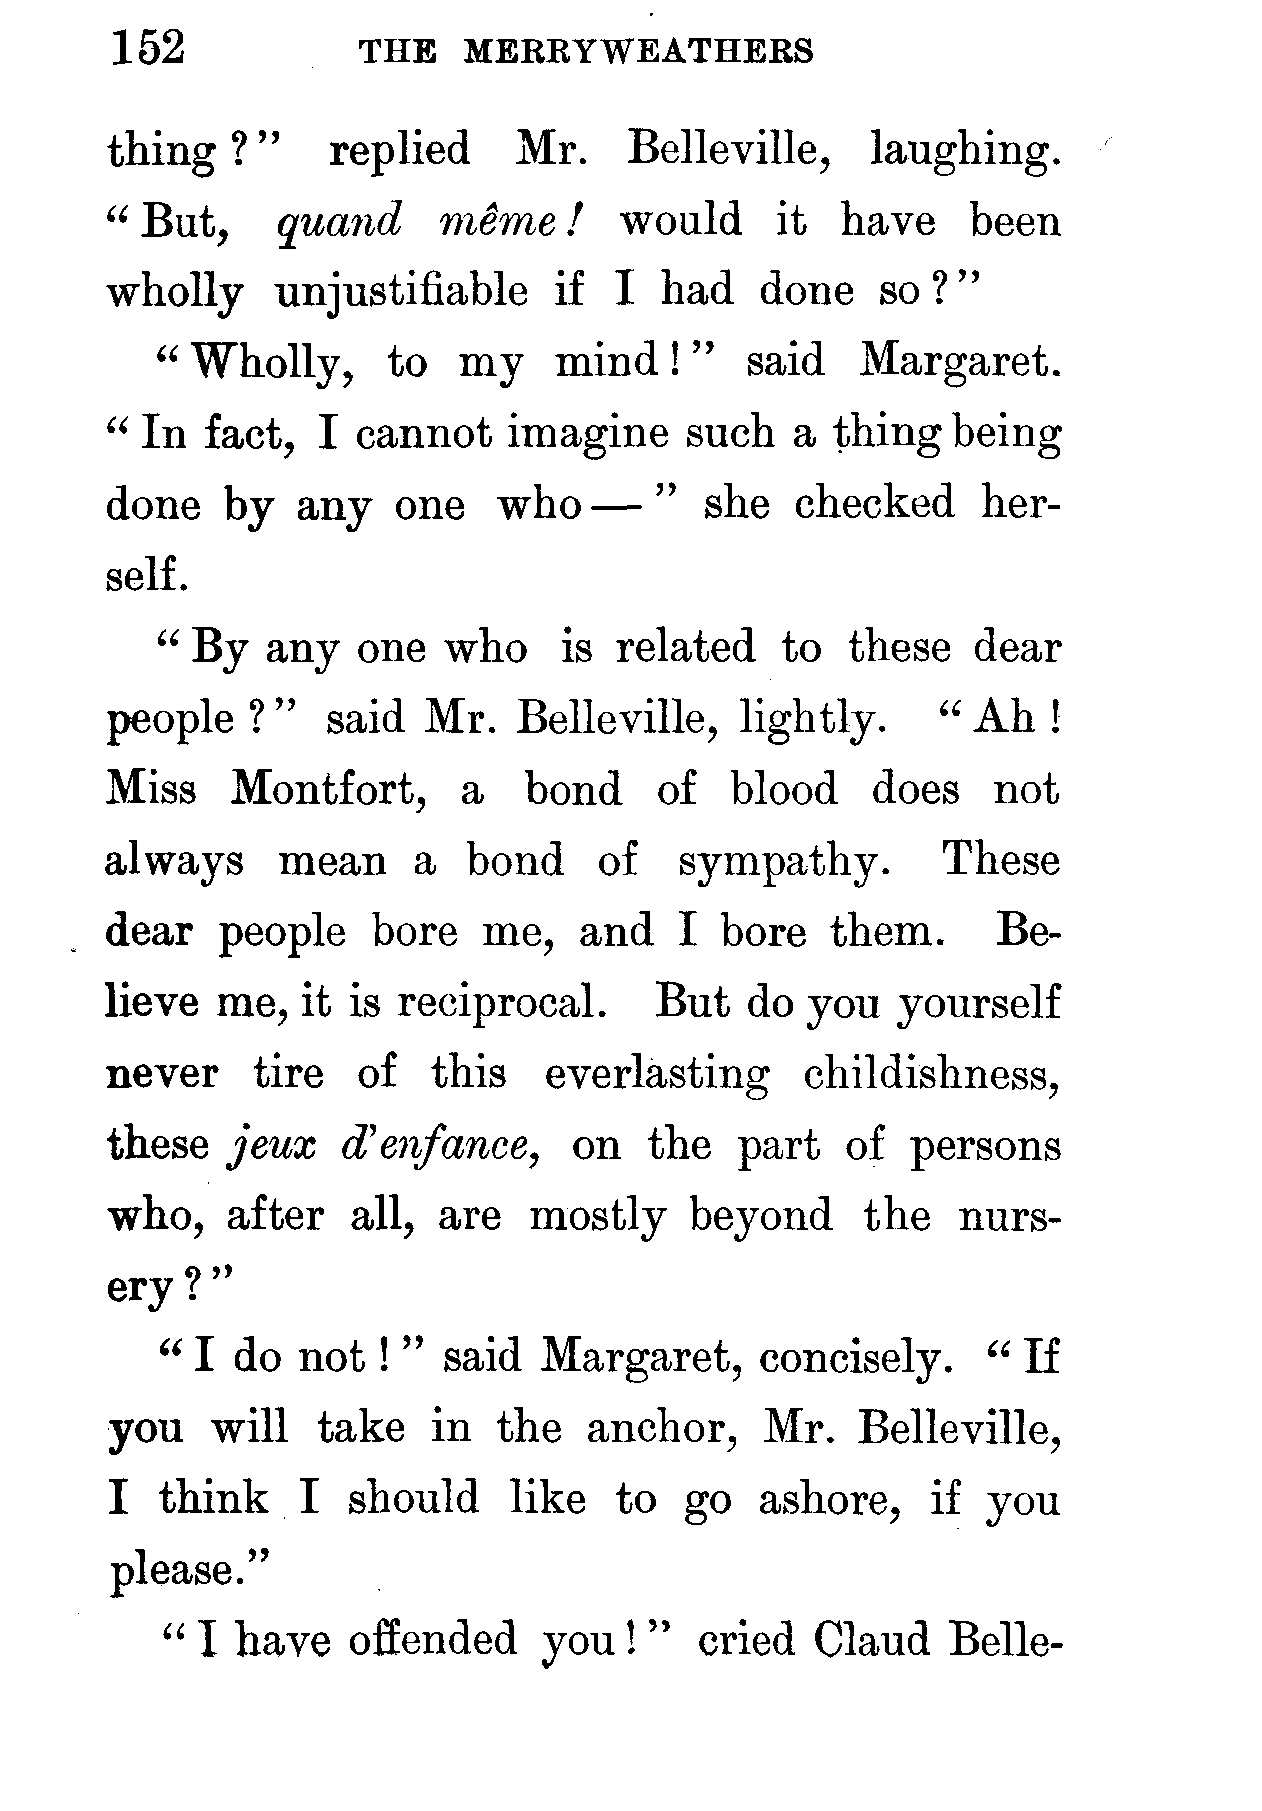 152 THE MERRYWEATHERS
thing?" replied Mr. Belleville, laughing.
"But, quand même! would it have been
wholly unjustifiable if I had done so?"
"Wholly, to my mind!" said Margaret.
"In fact, I cannot imagine such a thing being
done by any one who—" she checked her-
self.
"By any one who is related to these dear
people?" said Mr. Belleville, lightly. "Ah!
Miss Montfort, a bond of blood does not
always mean a bond of sympathy. These
dear people bore me, and I bore them. Be-
lieve me, it is reciprocal. But do you yourself
never tire of this everlasting childishness,
these jeux d'enfance, on the part of persons
who, after all, are mostly beyond the nurs-
ery?"
"I do not!" said Margaret, concisely. "If
you will take in the anchor, Mr. Belleville,
I think I should like to go ashore, if you
please."
"I have offended you!" cried Claud Belle-